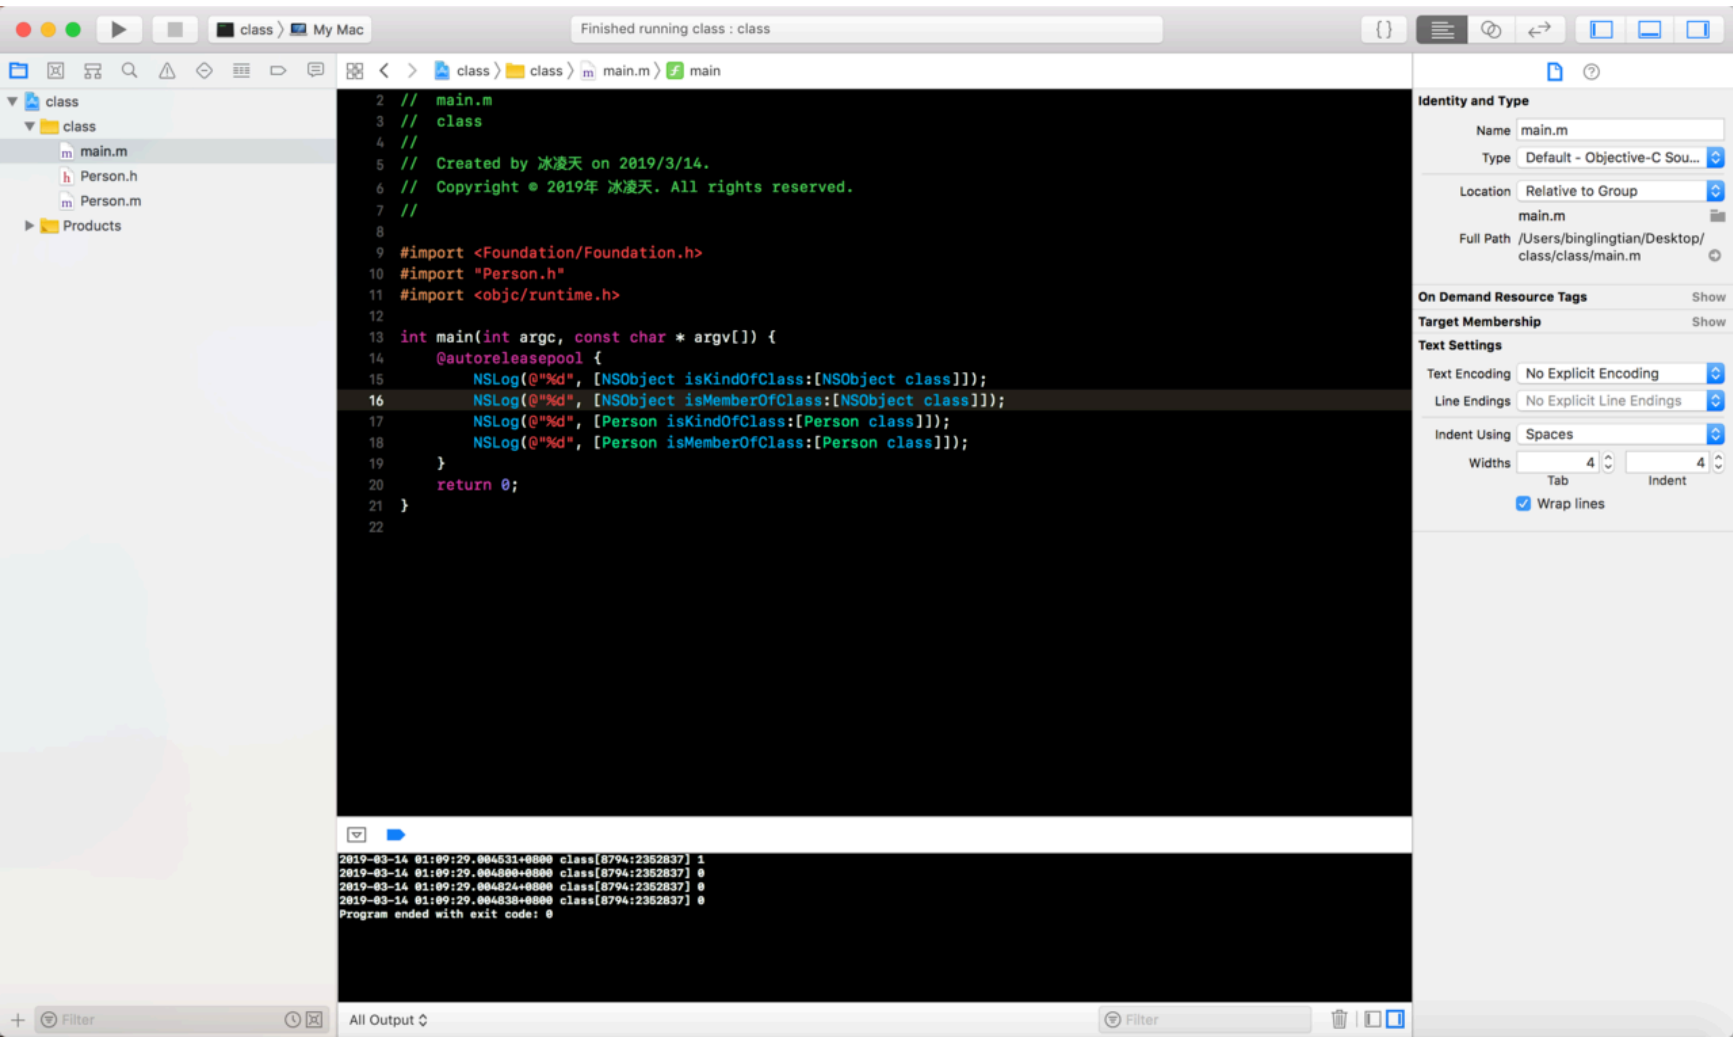 class 〉 My Mac
Finished running class : class
{ }
class 〉 class 〉 m main.m 〉 f main
class
class
m main.m
h Person.h
m Person.m
Products
2 //  main.m
3 //  class
4 //
5 //  Created by 冰凌天 on 2019/3/14.
6 //  Copyright © 2019年 冰凌天. All rights reserved.
7 //
8
9 #import <Foundation/Foundation.h>
10 #import "Person.h"
11 #import <objc/runtime.h>
12
13 int main(int argc, const char * argv[]) {
14     @autoreleasepool {
15         NSLog(@"%d", [NSObject isKindOfClass:[NSObject class]]);
16         NSLog(@"%d", [NSObject isMemberOfClass:[NSObject class]]);
17         NSLog(@"%d", [Person isKindOfClass:[Person class]]);
18         NSLog(@"%d", [Person isMemberOfClass:[Person class]]);
19     }
20     return 0;
21 }
22
2019-03-14 01:09:29.004531+0800 class[8794:2352837] 1
2019-03-14 01:09:29.004800+0800 class[8794:2352837] 0
2019-03-14 01:09:29.004824+0800 class[8794:2352837] 0
2019-03-14 01:09:29.004838+0800 class[8794:2352837] 0
Program ended with exit code: 0
Filter
All Output
Filter
Identity and Type
Name main.m
Type Default - Objective-C Sou...
Location Relative to Group
main.m
Full Path /Users/binglingtian/Desktop/
class/class/main.m
On Demand Resource Tags Show
Target Membership Show
Text Settings
Text Encoding No Explicit Encoding
Line Endings No Explicit Line Endings
Indent Using Spaces
Widths 4 4
Tab Indent
Wrap lines